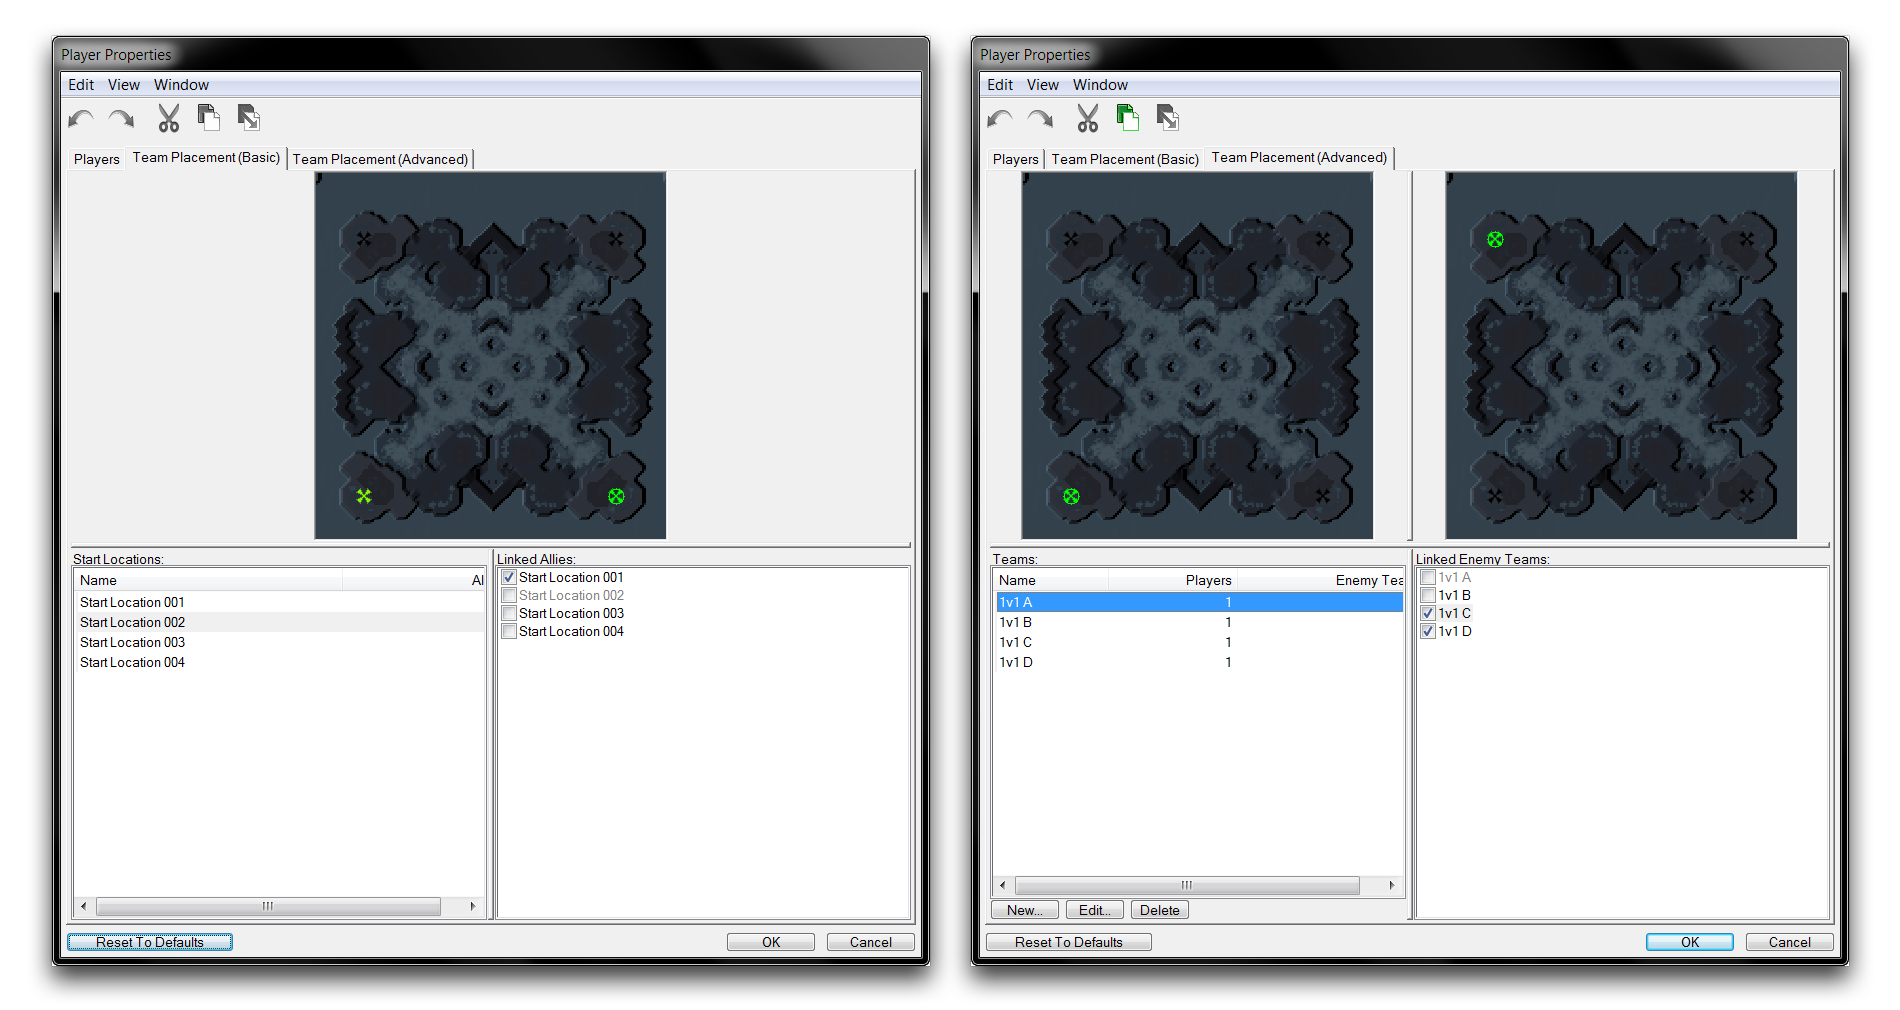 Player Properties
Edit View Window
Players Team Placement (Basic) Team Placement (Advanced)
Start Locations:
Name Al
Start Location 001
Start Location 002
Start Location 003
Start Location 004
Linked Allies:
Start Location 001
Start Location 002
Start Location 003
Start Location 004
Reset To Defaults OK Cancel
Player Properties
Edit View Window
Players Team Placement (Basic) Team Placement (Advanced)
Teams:
Name Players Enemy Tea
1v1 A 1
1v1 B 1
1v1 C 1
1v1 D 1
New... Edit... Delete
Linked Enemy Teams:
1v1 A
1v1 B
1v1 C
1v1 D
Reset To Defaults OK Cancel